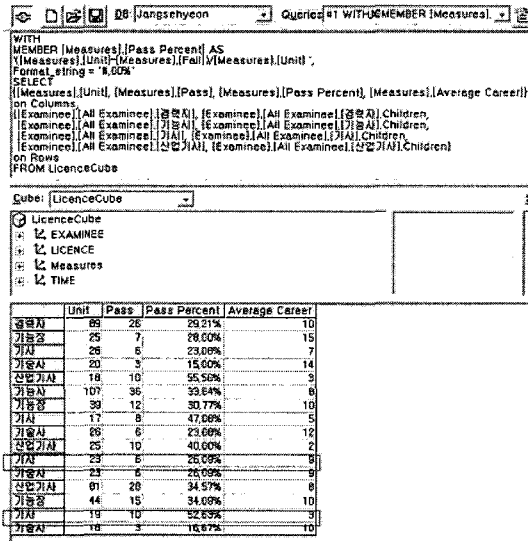 DB: Jangsehyeon Queries #1 WITH MEMBER [Measures].
WITH
MEMBER [Measures].[Pass Percent] AS
'([Measures].[Unit]-[Measures].[Fail])/[Measures].[Unit] ',
Format_string = '#.00%'
SELECT
{[Measures].[Unit], [Measures].[Pass], [Measures].[Pass Percent], [Measures].[Average Career]}
on Columns,
{[Examinee].[All Examinee].[경력자], [Examinee].[All Examinee].[경력자].Children,
[Examinee].[All Examinee].[기능사], [Examinee].[All Examinee].[기능사].Children,
[Examinee].[All Examinee].[기사], [Examinee].[All Examinee].[기사].Children,
[Examinee].[All Examinee].[산업기사], [Examinee].[All Examinee].[산업기사].Children}
on Rows
FROM LicenceCube
Cube: LicenceCube
LicenceCube
EXAMINEE
LICENCE
Measures
TIME
Unit Pass Pass Percent Average Career
경력자 89 26 29.21% 10
기능장 25 7 28.00% 15
기사 26 6 23.08% 7
기술사 20 3 15.00% 14
산업기사 18 10 55.56% 3
기능사 107 36 33.64% 8
기능장 39 12 30.77% 10
기사 17 8 47.06% 5
기술사 26 6 23.08% 12
산업기사 25 10 40.00% 2
기사 23 6 26.09% 9
기술사 23 6 26.09% 9
산업기사 81 28 34.57% 8
기능장 44 15 34.09% 10
기사 19 10 52.63% 3
기술사 18 3 16.67% 10